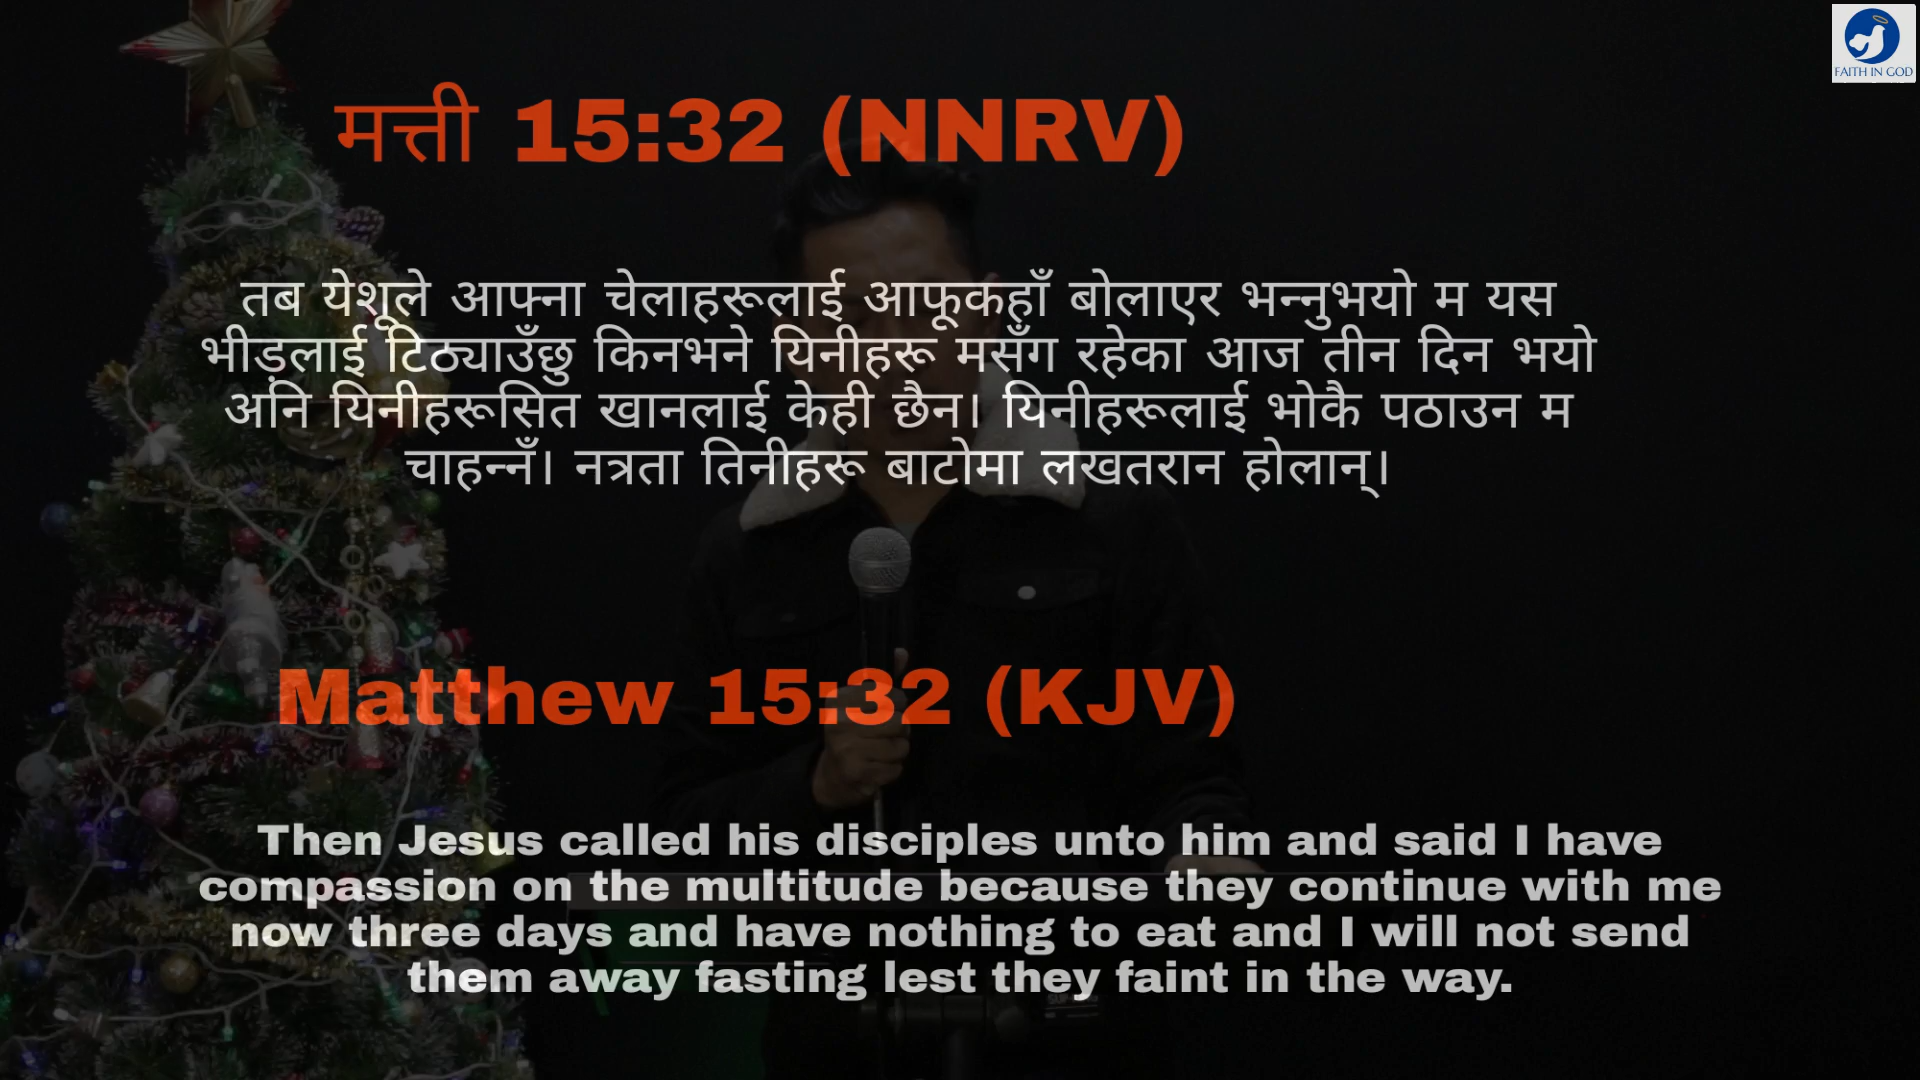 FAITH IN GOD
मत्ती 15:32 (NNRV)
तब येशूले आफ्ना चेलाहरूलाई आफूकहाँ बोलाएर भन्नुभयो म यस
भीड़लाई टिठ्याउँछु किनभने यिनीहरू मसँग रहेका आज तीन दिन भयो
अनि यिनीहरूसित खानलाई केही छैन। यिनीहरूलाई भोकै पठाउन म
चाहन्नँ। नत्रता तिनीहरू बाटोमा लखतरान होलान्।
Matthew 15:32 (KJV)
Then Jesus called his disciples unto him and said I have
compassion on the multitude because they continue with me
now three days and have nothing to eat and I will not send
them away fasting lest they faint in the way.